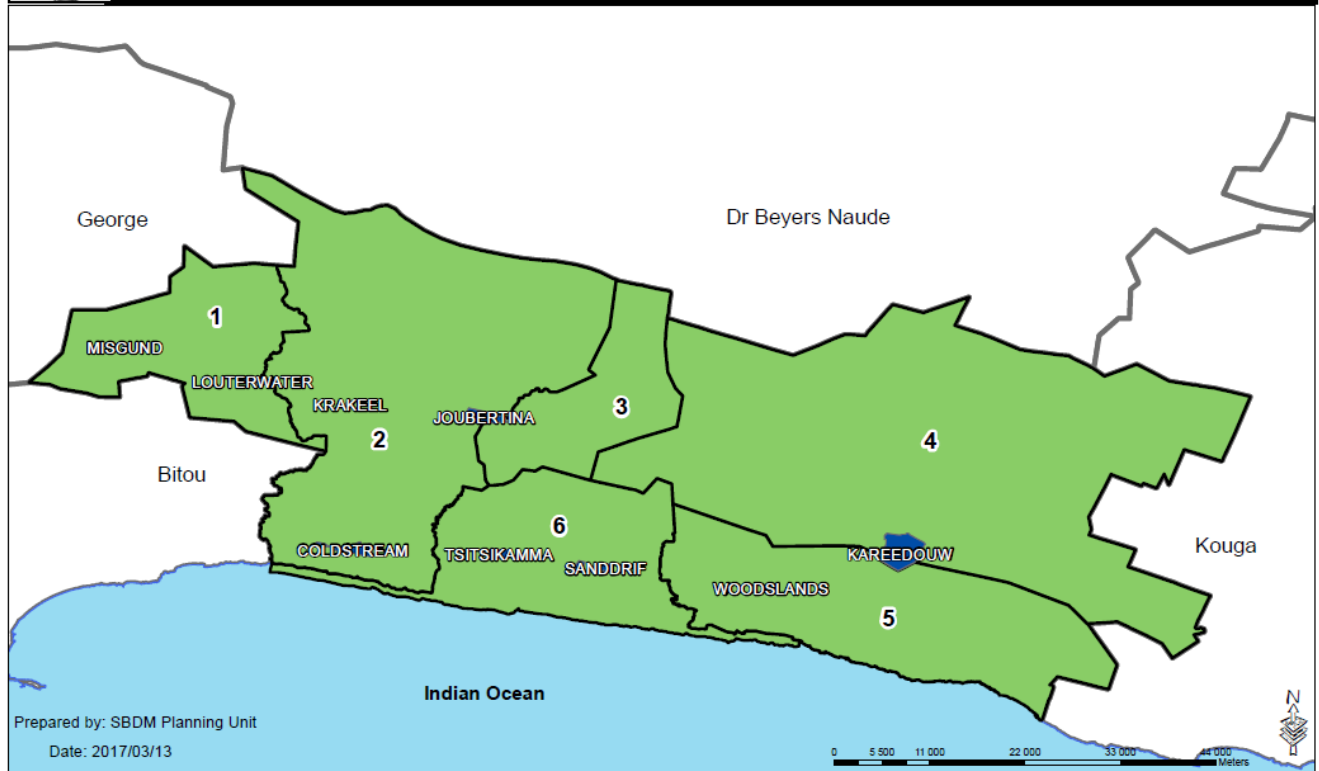 George
Dr Beyers Naude
1
MISGUND
LOUTERWATER
KRAKEEL
JOUBERTINA
3
2
4
Bitou
6
COLDSTREAM
TSITSIKAMMA
SANDDRIF
KAREEDOUW
Kouga
WOODSLANDS
5
Indian Ocean
N
Prepared by: SBDM Planning Unit
Date: 2017/03/13
0 5 500 11 000 22 000 33 000 44 000
Meters